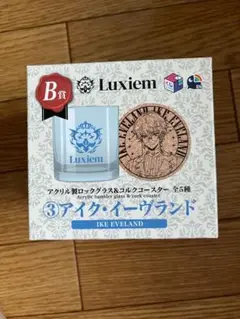 B賞
Luxiem
IKE EVELAND IKE EVELAND
アクリル製ロックグラス&コルクコースター 全5種
Acrylic tumbler glass & cork coaster
③アイク・イーヴランド
IKE EVELAND